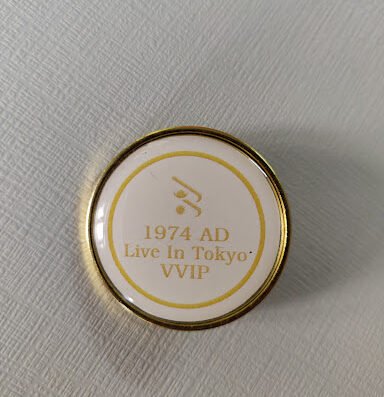 1974 AD
Live In Tokyo
VVIP